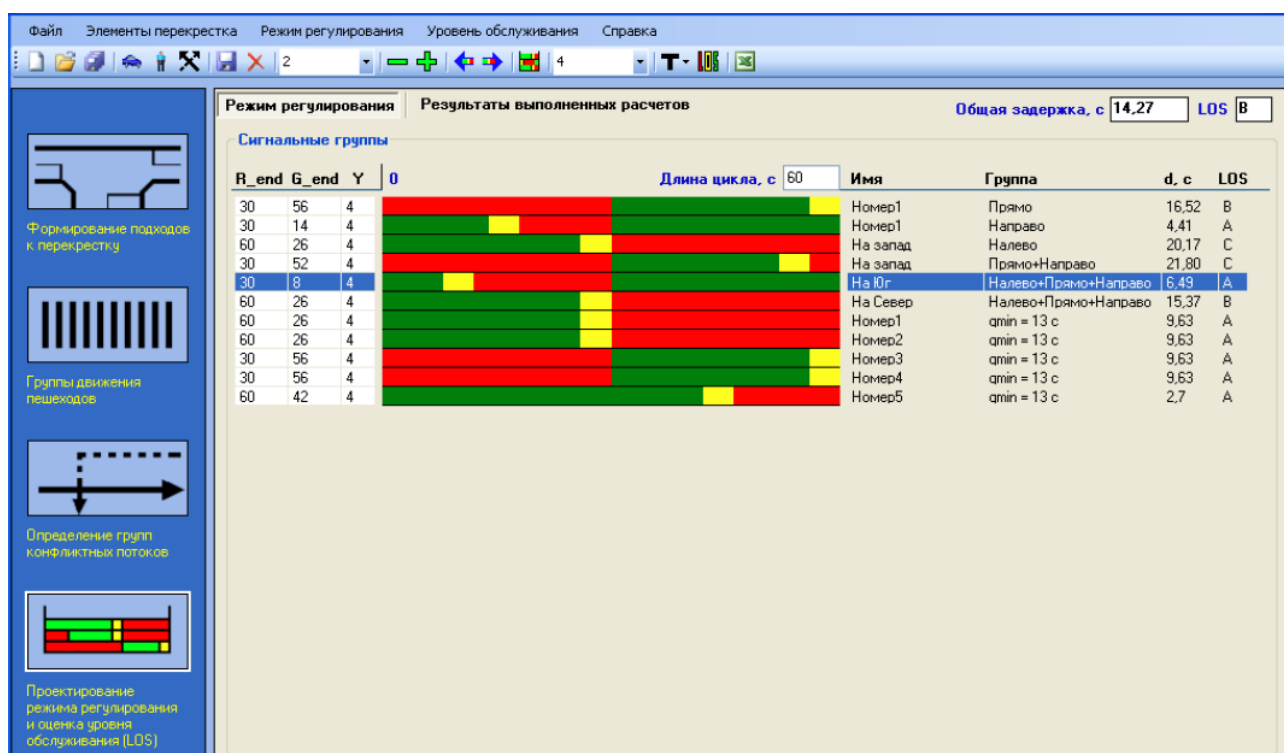 Файл Элементы перекрестка Режим регулирования Уровень обслуживания Справка
2 4
Режим регулирования Результаты выполненных расчетов Общая задержка, с 14,27 LOS B
Сигнальные группы
R_end G_end Y 0 Длина цикла, с 60 Имя Группа d, c LOS
30 56 4 Номер1 Прямо 16,52 B
30 14 4 Номер1 Направо 4,41 A
60 26 4 На запад Налево 20,17 C
30 52 4 На запад Прямо+Направо 21,80 C
30 8 4 На Юг Налево+Прямо+Направо 6,49 A
60 26 4 На Север Налево+Прямо+Направо 15,37 B
60 26 4 Номер1 qmin = 13 c 9,63 A
60 26 4 Номер2 qmin = 13 c 9,63 A
30 56 4 Номер3 qmin = 13 c 9,63 A
30 56 4 Номер4 qmin = 13 c 9,63 A
60 42 4 Номер5 qmin = 13 c 2,7 A
Формирование подходов
к перекрестку
Группы движения
пешеходов
Определение групп
конфликтных потоков
Проектирование
режима регулирования
и оценка уровня
обслуживания (LOS)